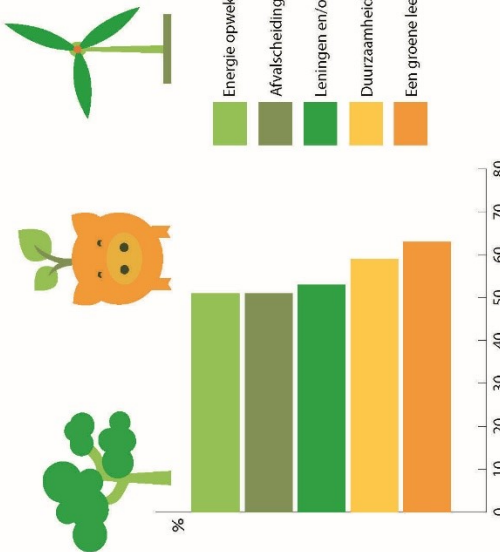 Energie opwek
Afvalscheiding
Leningen en/o
Duurzaamheid
Een groene lee
%
0 10 20 30 40 50 60 70 80